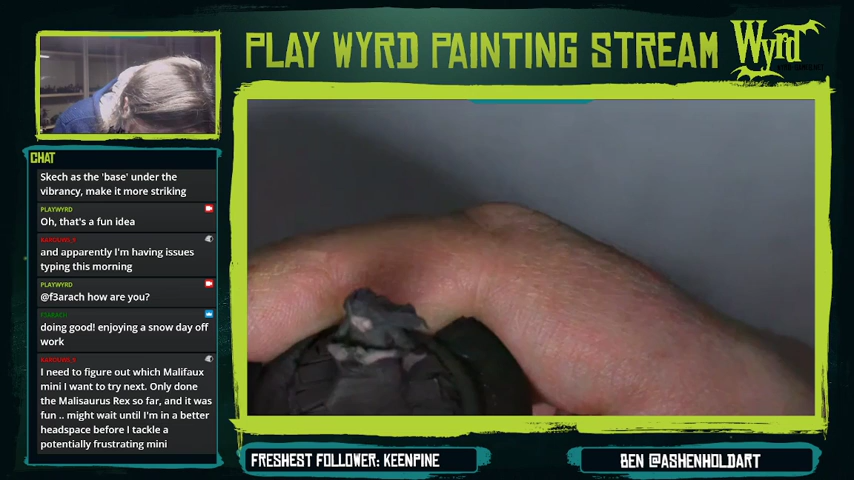 PLAY WYRD PAINTING STREAM
Wyrd
CHAT
Skech as the 'base' under the
vibrancy, make it more striking
PLAYWYRD
Oh, that's a fun idea
and apparently I'm having issues
typing this morning
PLAYWYRD
@f3arach how are you?
F3ARACH
doing good! enjoying a snow day off
work
I need to figure out which Malifaux
mini I want to try next. Only done
the Malisaurus Rex so far, and it was
fun .. might wait until I'm in a better
headspace before I tackle a
potentially frustrating mini
FRESHEST FOLLOWER: KEENPINE
BEN @ASHENHOLDART